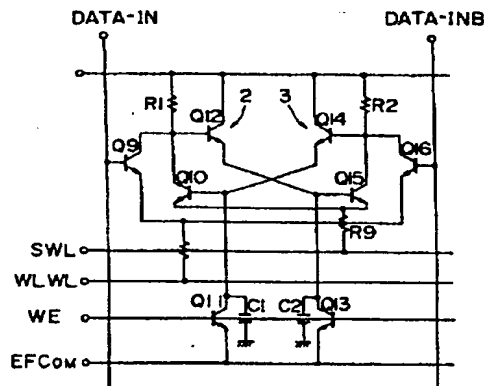 DATA-IN DATA-INB
R1 Q12 2 3 Q14 R2
Q9 Q16
Q10 Q15
R9
SWL
WLWL
Q11 C1 C2 Q13
WE
EFCOM